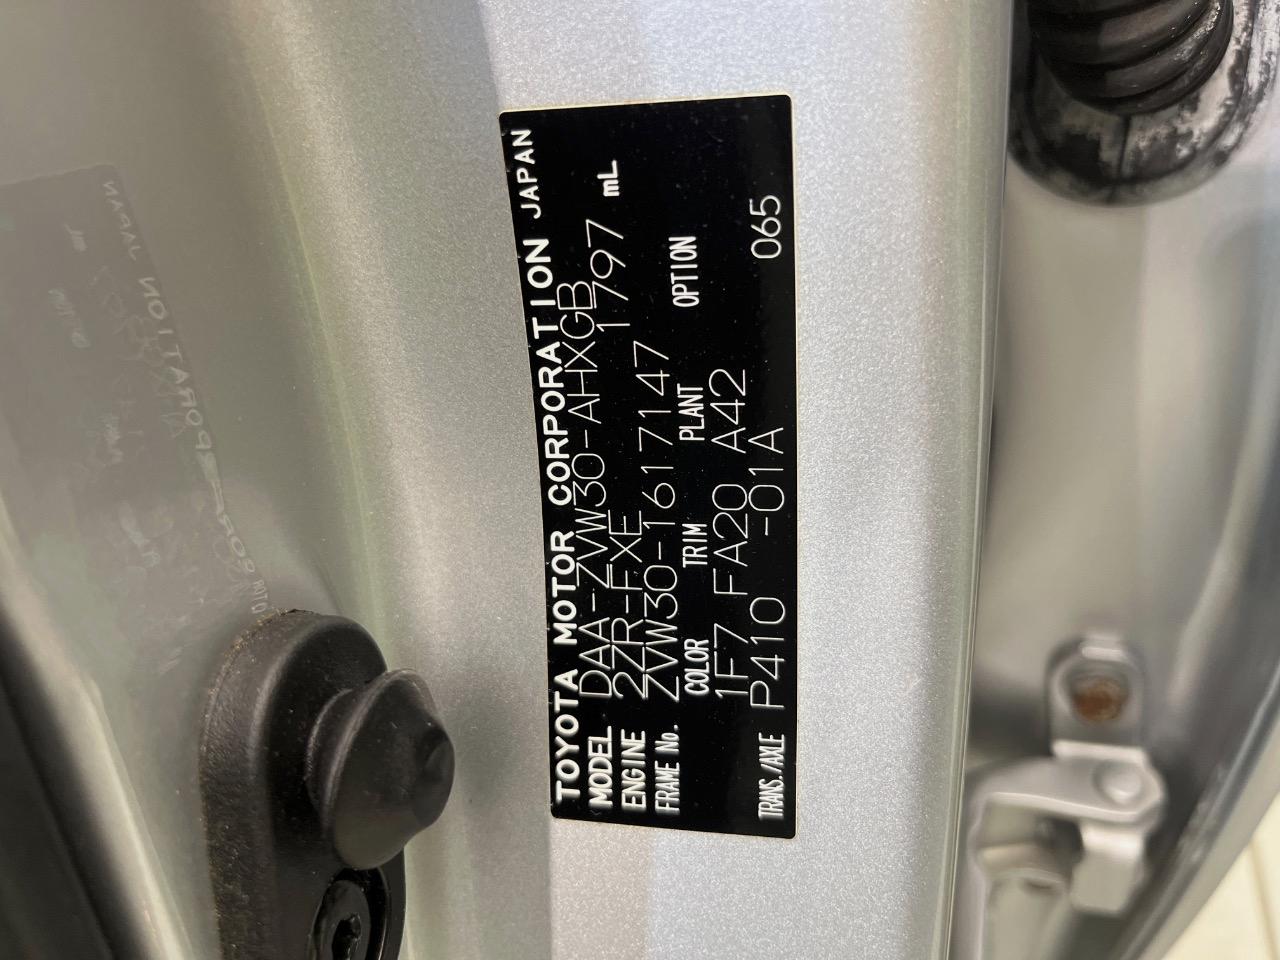 TOYOTA MOTOR CORPORATION JAPAN
MODEL DAA-ZVW30-AHXGB
ENGINE 2ZR-FXE 1797 mL
FRAME No. ZVW30-1617147
COLOR TRIM PLANT OPTION
1F7 FA20 A42
TRANS./AXLE P410 -01A 065